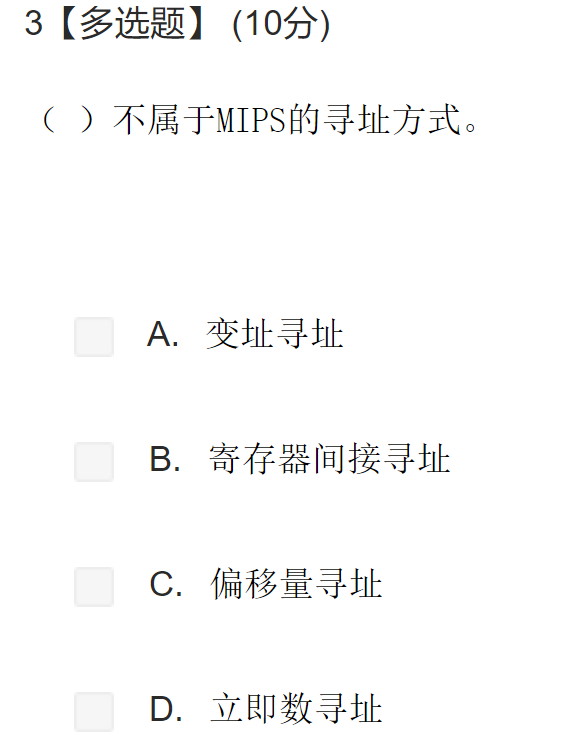 3【多选题】 (10分)
（ ）不属于MIPS的寻址方式。
A. 变址寻址
B. 寄存器间接寻址
C. 偏移量寻址
D. 立即数寻址